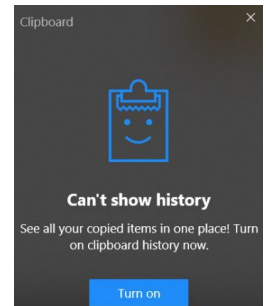 Clipboard
Can't show history
See all your copied items in one place! Turn
on clipboard history now.
Turn on